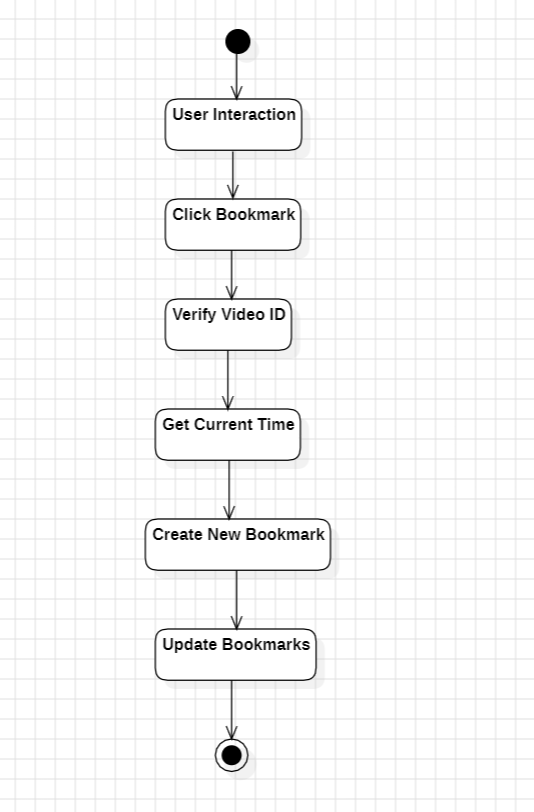 User Interaction
Click Bookmark
Verify Video ID
Get Current Time
Create New Bookmark
Update Bookmarks